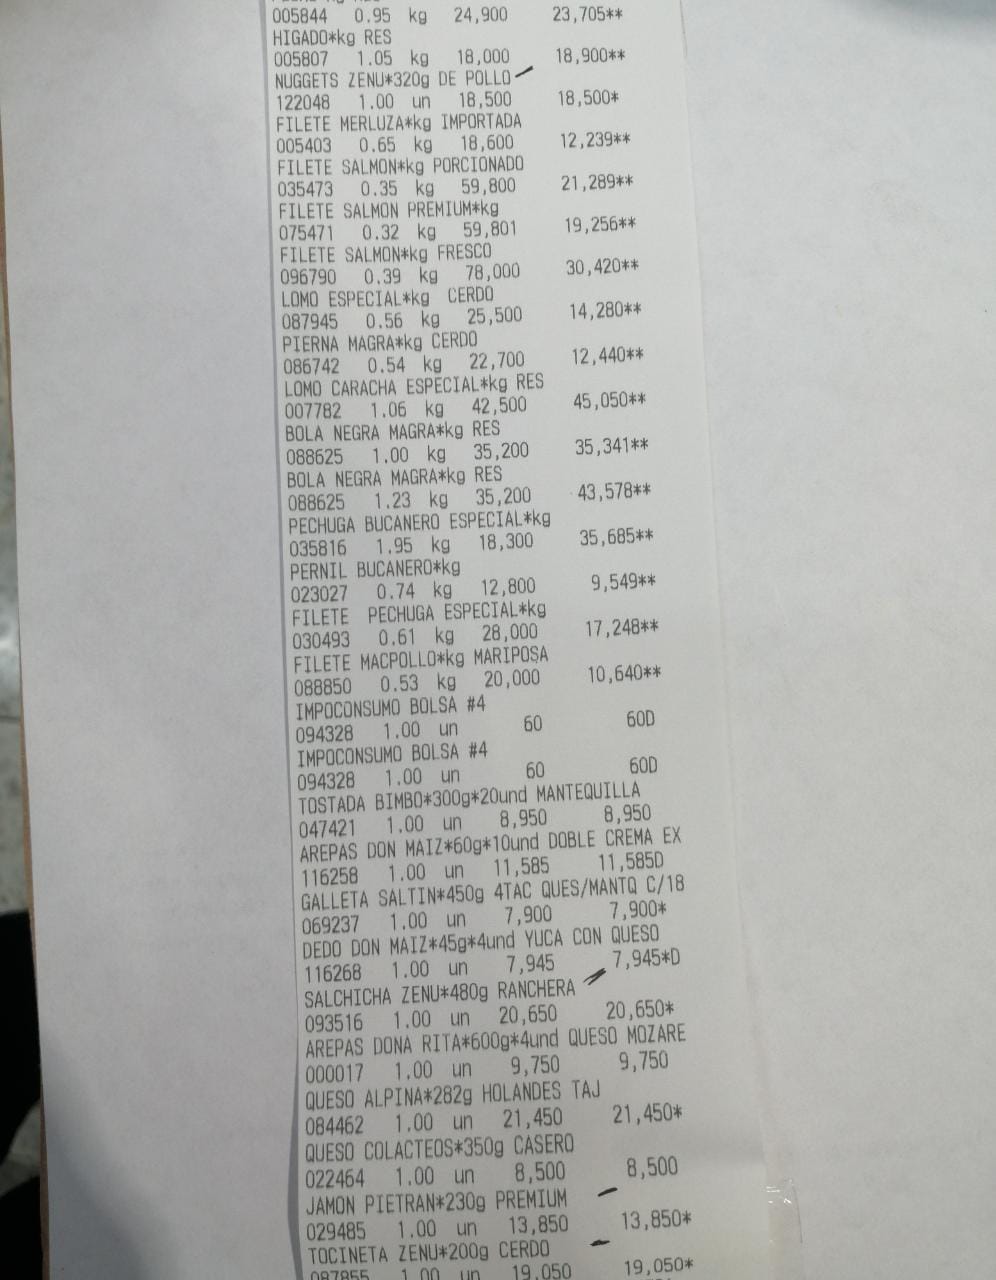 005844 0.95 kg 24,900 23,705**
HIGADO*kg RES
005807 1.05 kg 18,000 18,900**
NUGGETS ZENU*320g DE POLLO
122048 1.00 un 18,500 18,500*
FILETE MERLUZA*kg IMPORTADA
005403 0.65 kg 18,600 12,239**
FILETE SALMON*kg PORCIONADO
035473 0.35 kg 59,800 21,289**
FILETE SALMON PREMIUM*kg
075471 0.32 kg 59,801 19,256**
FILETE SALMON*kg FRESCO
096790 0.39 kg 78,000 30,420**
LOMO ESPECIAL*kg CERDO
087945 0.56 kg 25,500 14,280**
PIERNA MAGRA*kg CERDO
086742 0.54 kg 22,700 12,440**
LOMO CARACHA ESPECIAL*kg RES
007782 1.06 kg 42,500 45,050**
BOLA NEGRA MAGRA*kg RES
088625 1.00 kg 35,200 35,341**
BOLA NEGRA MAGRA*kg RES
088625 1.23 kg 35,200 43,578**
PECHUGA BUCANERO ESPECIAL*kg
035816 1.95 kg 18,300 35,685**
PERNIL BUCANERO*kg
023027 0.74 kg 12,800 9,549**
FILETE PECHUGA ESPECIAL*kg
030493 0.61 kg 28,000 17,248**
FILETE MACPOLLO*kg MARIPOSA
088850 0.53 kg 20,000 10,640**
IMPOCONSUMO BOLSA #4
094328 1.00 un 60 60D
IMPOCONSUMO BOLSA #4
094328 1.00 un 60 60D
TOSTADA BIMBO*300g*20und MANTEQUILLA
047421 1.00 un 8,950 8,950
AREPAS DON MAIZ*60g*10und DOBLE CREMA EX
116258 1.00 un 11,585 11,585D
GALLETA SALTIN*450g 4TAC QUES/MANTQ C/18
069237 1.00 un 7,900 7,900*
DEDO DON MAIZ*45g*4und YUCA CON QUESO
116268 1.00 un 7,945 7,945*D
SALCHICHA ZENU*480g RANCHERA
093516 1.00 un 20,650 20,650*
AREPAS DONA RITA*600g*4und QUESO MOZARE
000017 1.00 un 9,750 9,750
QUESO ALPINA*282g HOLANDES TAJ
084462 1.00 un 21,450 21,450*
QUESO COLACTEOS*350g CASERO
022464 1.00 un 8,500 8,500
JAMON PIETRAN*230g PREMIUM
029485 1.00 un 13,850 13,850*
TOCINETA ZENU*200g CERDO
087855 1.00 un 19,050 19,050*